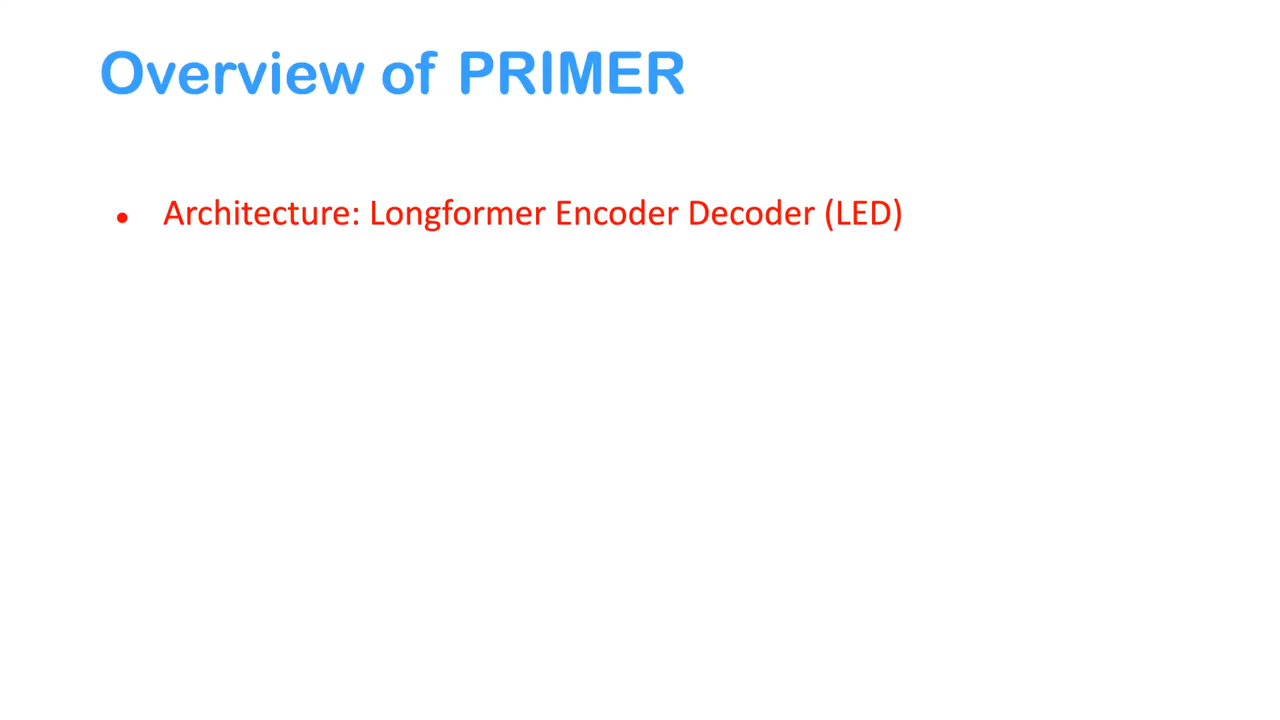 Overview of PRIMER
• Architecture: Longformer Encoder Decoder (LED)